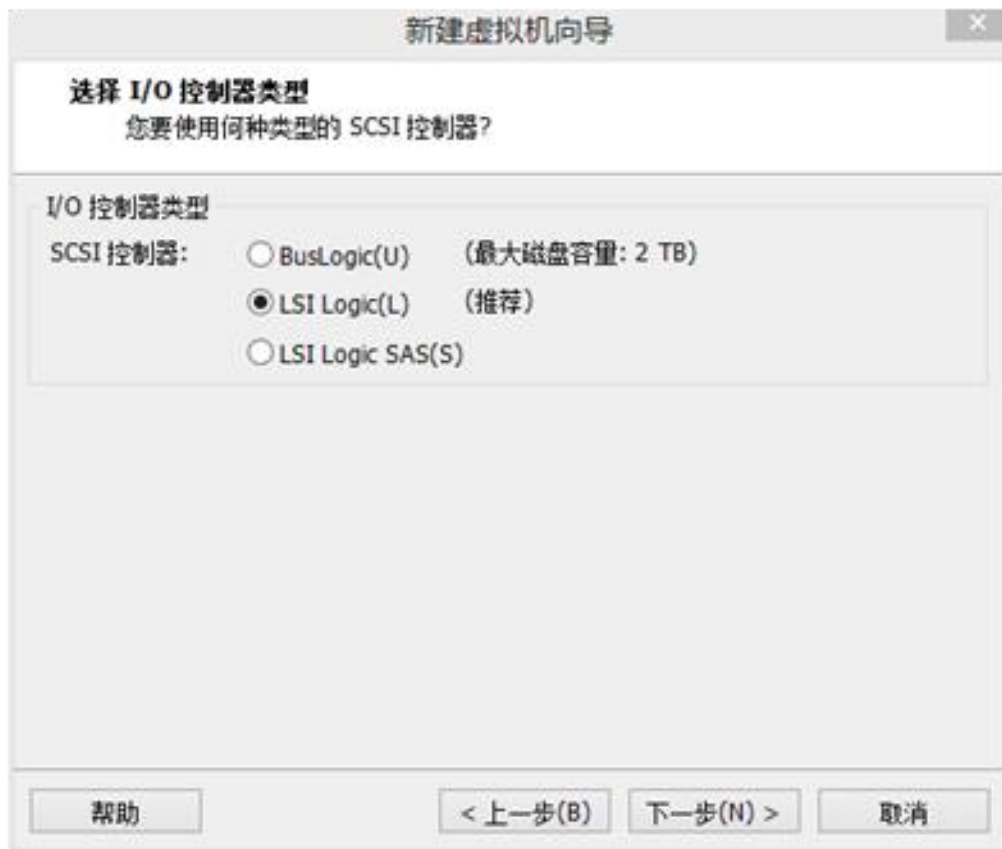 新建虚拟机向导
选择 I/O 控制器类型
您要使用何种类型的 SCSI 控制器?
I/O 控制器类型
SCSI 控制器: BusLogic(U) (最大磁盘容量: 2 TB)
LSI Logic(L) (推荐)
LSI Logic SAS(S)
帮助 < 上一步(B) 下一步(N) > 取消